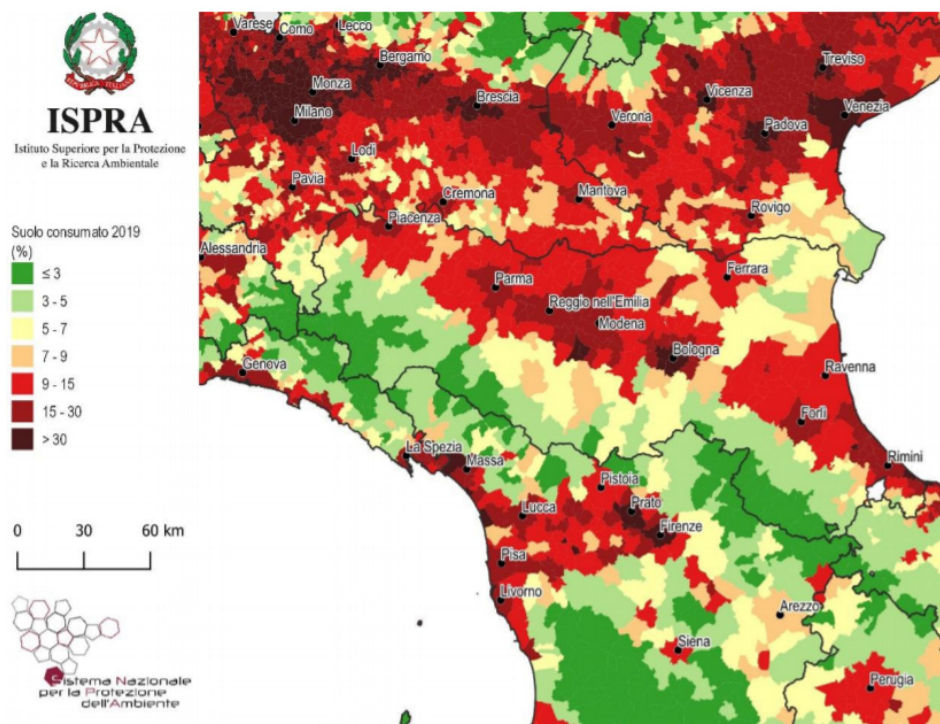 ISPRA
Istituto Superiore per la Protezione
e la Ricerca Ambientale
Suolo consumato 2019
(%)
≤ 3
3 - 5
5 - 7
7 - 9
9 - 15
15 - 30
> 30
0 30 60 km
Sistema Nazionale
per la Protezione
dell'Ambiente
Varese
Como
Lecco
Bergamo
Treviso
Monza
Brescia
Vicenza
Venezia
Milano
Verona
Padova
Lodi
Pavia
Cremona
Mantova
Rovigo
Piacenza
Alessandria
Parma
Ferrara
Reggio nell'Emilia
Modena
Bologna
Genova
Ravenna
Forlì
La Spezia
Massa
Rimini
Pistoia
Lucca
Prato
Firenze
Pisa
Livorno
Arezzo
Siena
Perugia